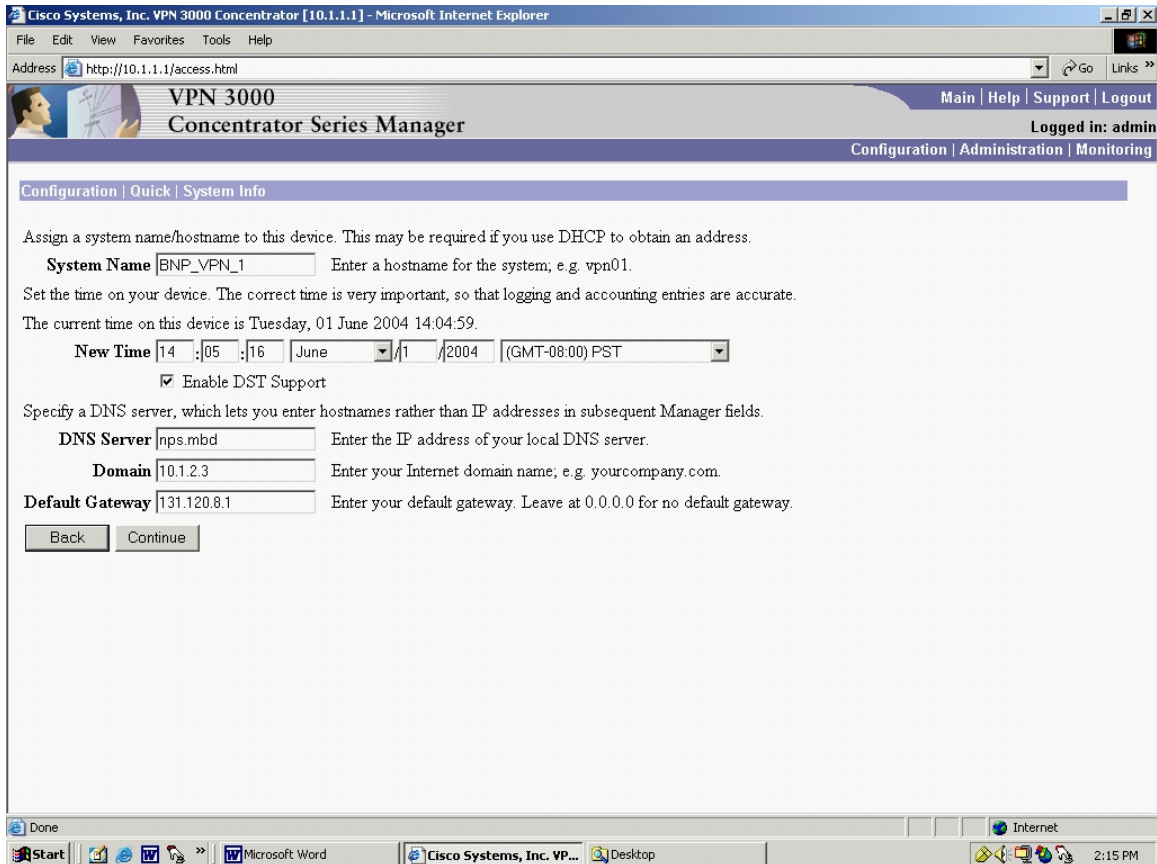 Cisco Systems, Inc. VPN 3000 Concentrator [10.1.1.1] - Microsoft Internet Explorer
File Edit View Favorites Tools Help
Address http://10.1.1.1/access.html Go Links »
VPN 3000
Concentrator Series Manager
Main | Help | Support | Logout
Logged in: admin
Configuration | Administration | Monitoring
Configuration | Quick | System Info
Assign a system name/hostname to this device. This may be required if you use DHCP to obtain an address.
System Name BNP_VPN_1 Enter a hostname for the system; e.g. vpn01.
Set the time on your device. The correct time is very important, so that logging and accounting entries are accurate.
The current time on this device is Tuesday, 01 June 2004 14:04:59.
New Time 14 : 05 : 16 June / 1 / 2004 (GMT-08:00) PST
Enable DST Support
Specify a DNS server, which lets you enter hostnames rather than IP addresses in subsequent Manager fields.
DNS Server nps.mbd Enter the IP address of your local DNS server.
Domain 10.1.2.3 Enter your Internet domain name; e.g. yourcompany.com.
Default Gateway 131.120.8.1 Enter your default gateway. Leave at 0.0.0.0 for no default gateway.
Back Continue
Done Internet
Start » Microsoft Word Cisco Systems, Inc. VP... Desktop 2:15 PM